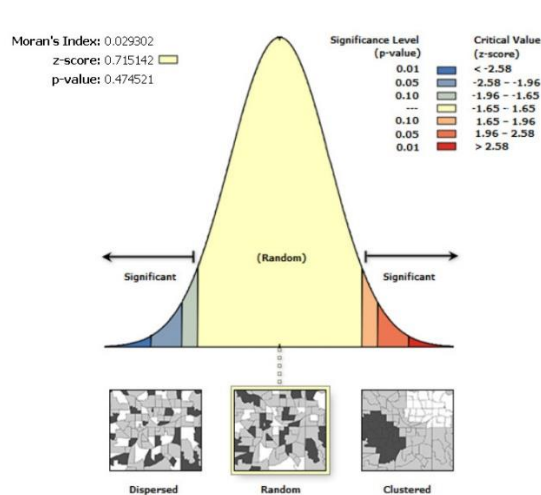 Moran's Index: 0.029302
z-score: 0.715142
p-value: 0.474521
Significance Level
(p-value)
Critical Value
(z-score)
0.01 < -2.58
0.05 -2.58 – -1.96
0.10 -1.96 – -1.65
--- -1.65 – 1.65
0.10 1.65 – 1.96
0.05 1.96 – 2.58
0.01 > 2.58
(Random)
Significant
Significant
Dispersed
Random
Clustered